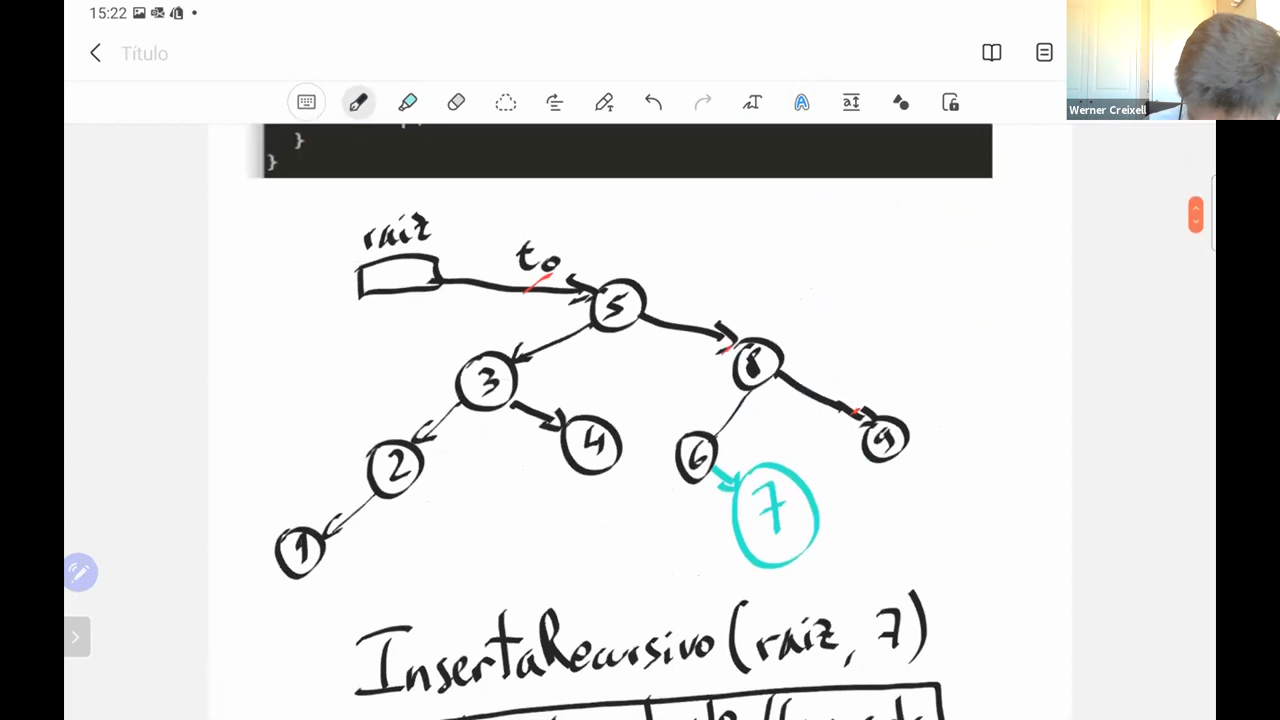 15:22
Título
Werner Creixell
}
}
raiz
to
5
3
8
2
4
6
9
1
7
InsertaRecursivo(raiz, 7)